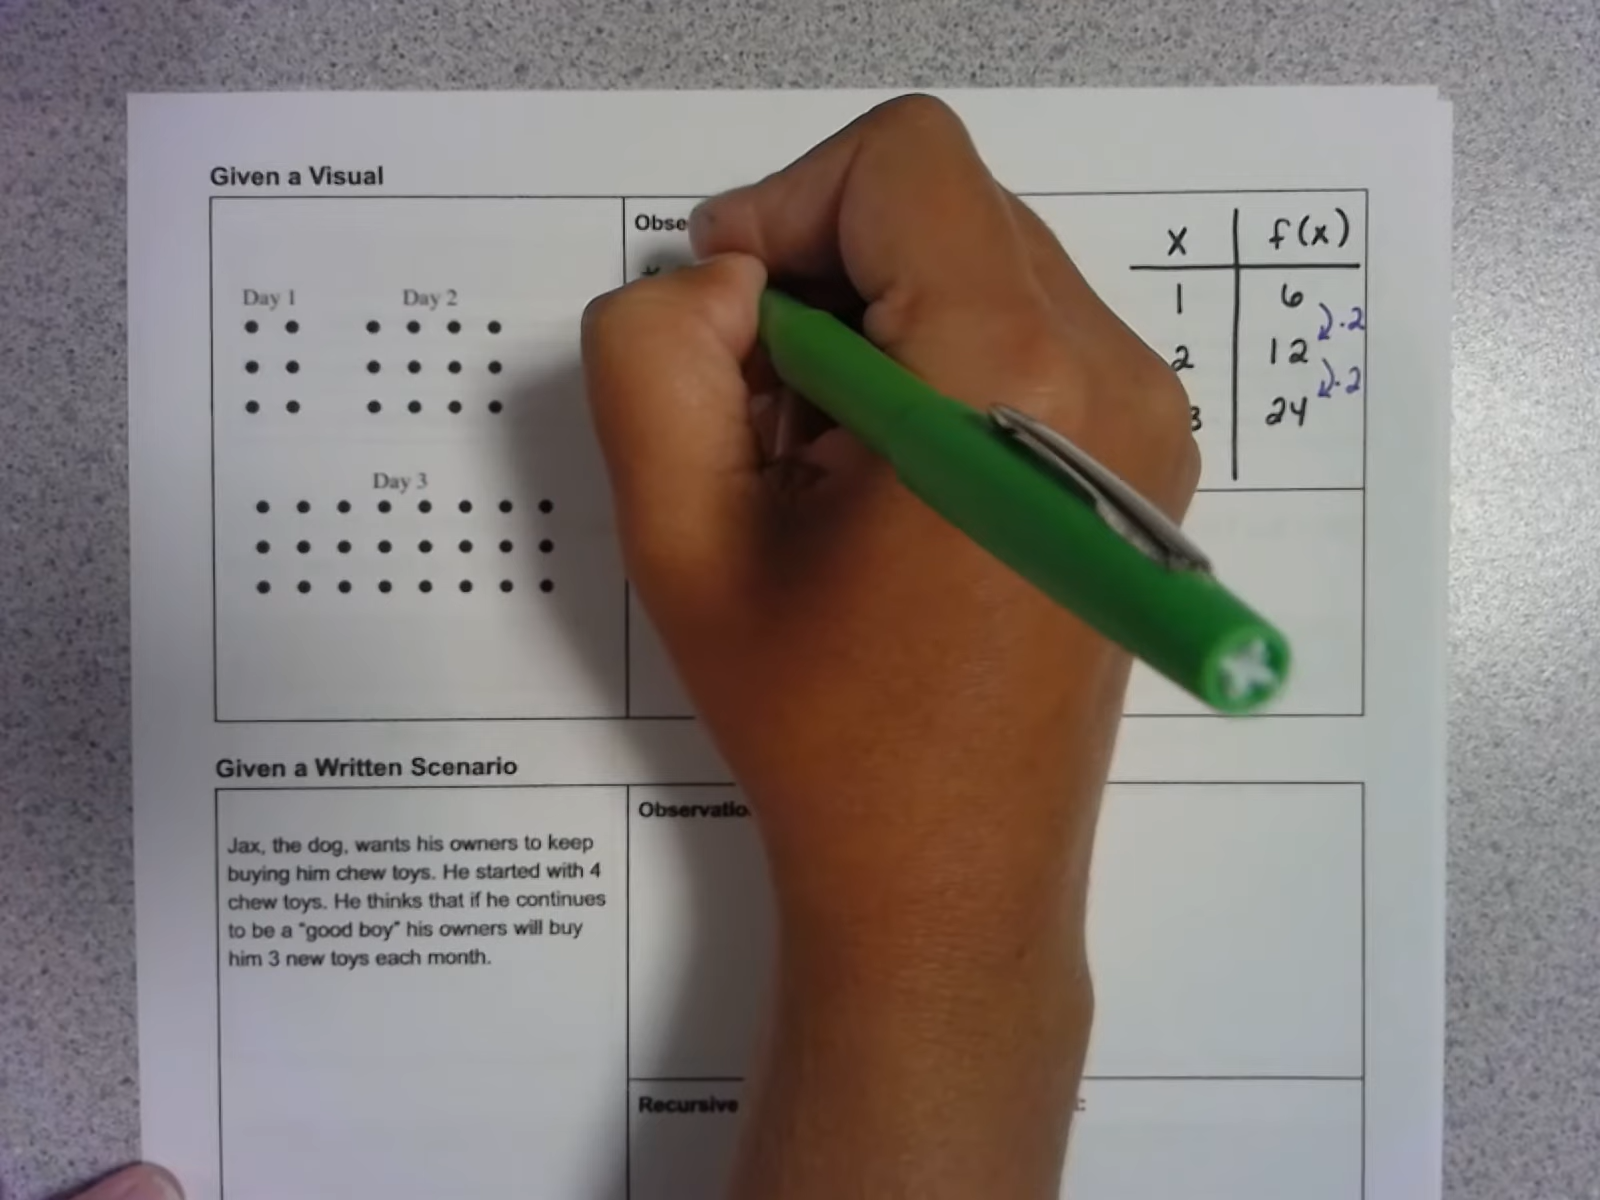 Given a Visual
Day 1
Day 2
Day 3
Obse
x f(x)
1 6
·2
2 12
·2
3 24
Given a Written Scenario
Jax, the dog, wants his owners to keep
buying him chew toys. He started with 4
chew toys. He thinks that if he continues
to be a "good boy" his owners will buy
him 3 new toys each month.
Observatio
Recursive